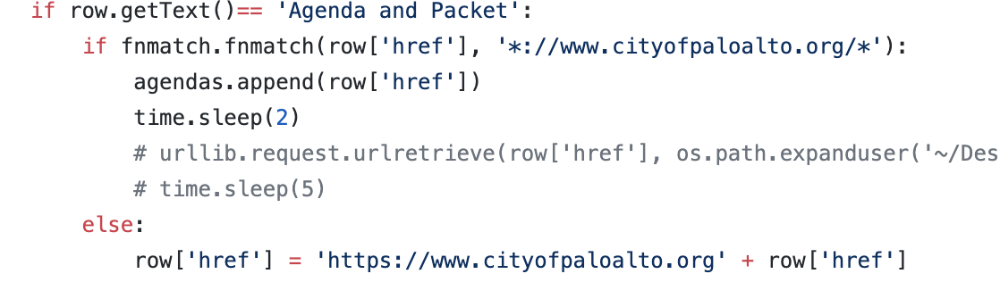 if row.getText()== 'Agenda and Packet':
if fnmatch.fnmatch(row['href'], '*://www.cityofpaloalto.org/*'):
agendas.append(row['href'])
time.sleep(2)
# urllib.request.urlretrieve(row['href'], os.path.expanduser('~/Des
# time.sleep(5)
else:
row['href'] = 'https://www.cityofpaloalto.org' + row['href']